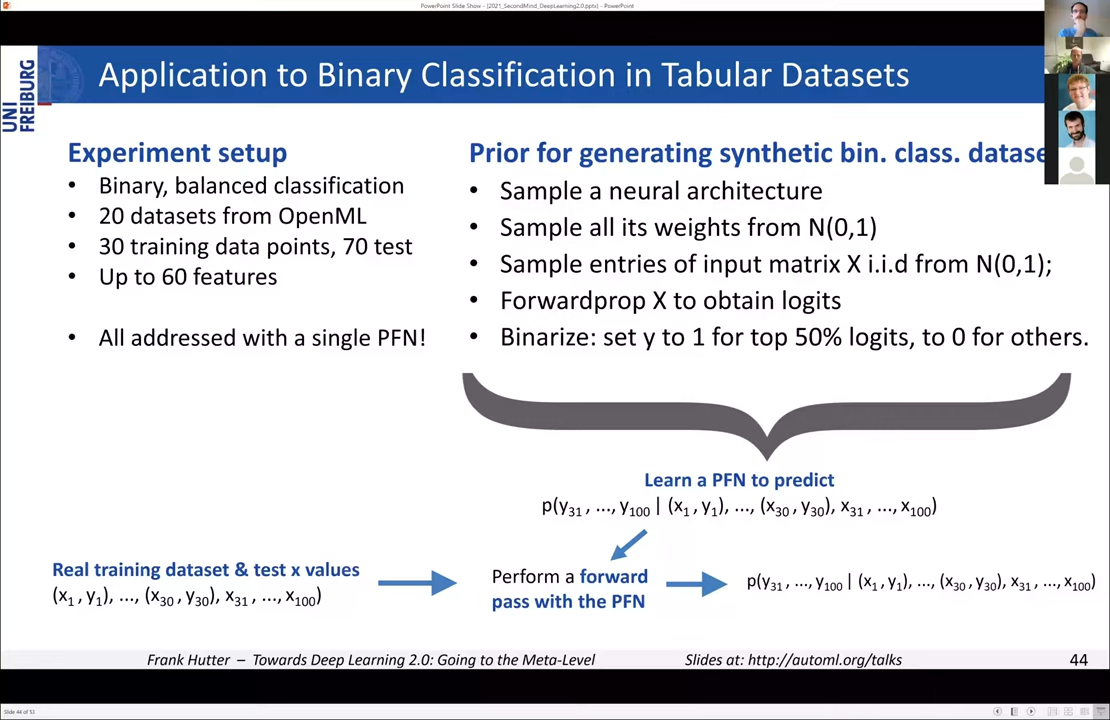 PowerPoint Slide Show - [2021_SecondMind_DeepLearning2.0.pptx] - PowerPoint
UNI
FREIBURG
Application to Binary Classification in Tabular Datasets
Experiment setup
• Binary, balanced classification
• 20 datasets from OpenML
• 30 training data points, 70 test
• Up to 60 features
• All addressed with a single PFN!
Prior for generating synthetic bin. class. datase
• Sample a neural architecture
• Sample all its weights from N(0,1)
• Sample entries of input matrix X i.i.d from N(0,1);
• Forwardprop X to obtain logits
• Binarize: set y to 1 for top 50% logits, to 0 for others.
Learn a PFN to predict
p(y₃₁ , ..., y₁₀₀ | (x₁ , y₁), ..., (x₃₀ , y₃₀), x₃₁ , ..., x₁₀₀)
Real training dataset & test x values
(x₁ , y₁), ..., (x₃₀ , y₃₀), x₃₁ , ..., x₁₀₀)
Perform a forward
pass with the PFN
p(y₃₁ , ..., y₁₀₀ | (x₁ , y₁), ..., (x₃₀ , y₃₀), x₃₁ , ..., x₁₀₀)
Frank Hutter – Towards Deep Learning 2.0: Going to the Meta-Level
Slides at: http://automl.org/talks
44
Slide 44 of 53